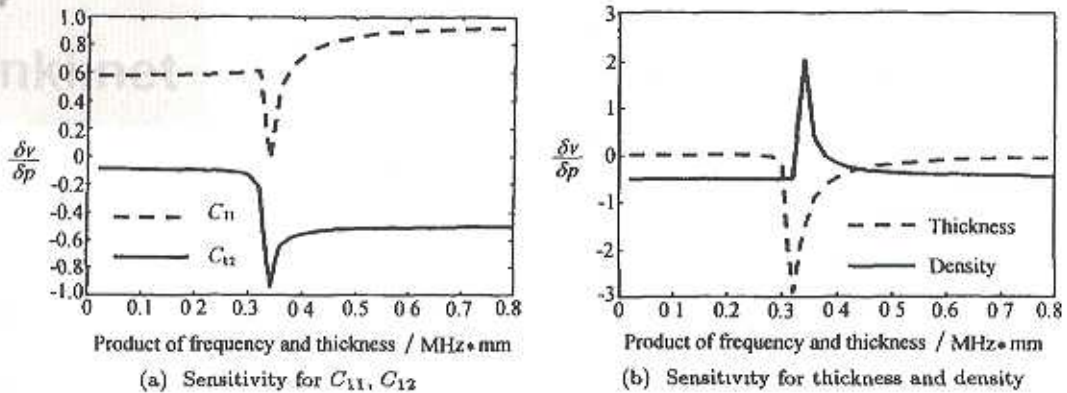 1.0
0.8
0.6
0.4
0.2
0
-0.2
-0.4
-0.6
-0.8
-1.0
δv
δp
C11
C12
0 0.1 0.2 0.3 0.4 0.5 0.6 0.7 0.8
Product of frequency and thickness / MHz*mm
(a) Sensitivity for C11, C12
3
2
1
0
-1
-2
-3
δv
δp
Thickness
Density
0 0.1 0.2 0 3 0 4 0 5 0 6 0 7 0.8
Product of frequency and thickness / MHz*mm
(b) Sensitivity for thickness and density